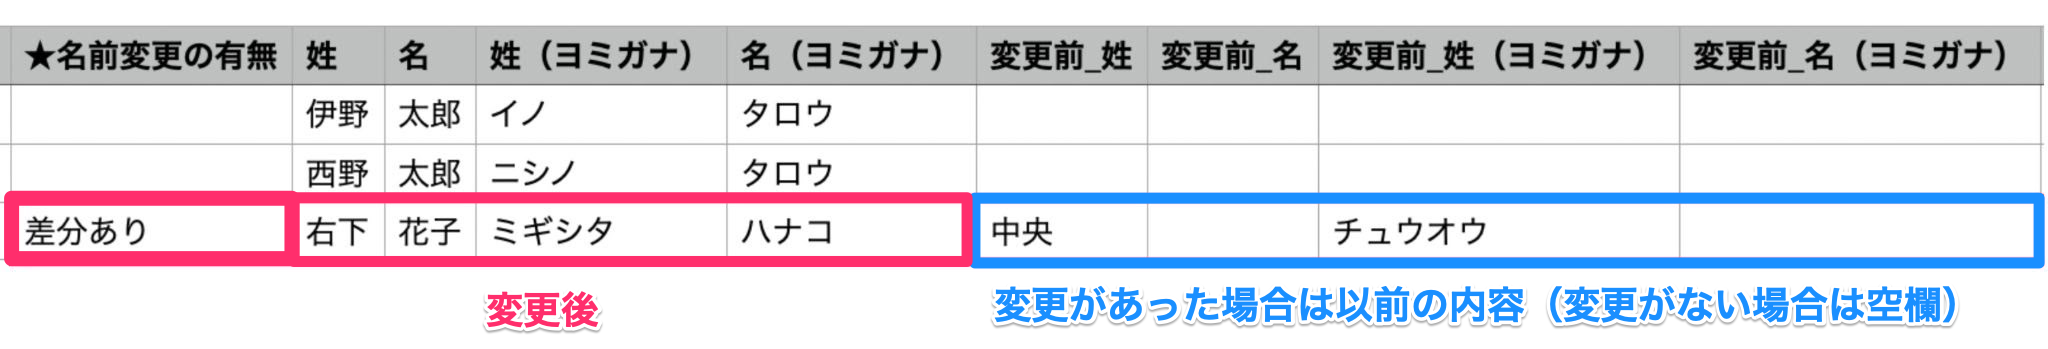 ★名前変更の有無 姓 名 姓（ヨミガナ） 名（ヨミガナ） 変更前_姓 変更前_名 変更前_姓（ヨミガナ） 変更前_名（ヨミガナ）
伊野 太郎 イノ タロウ
西野 太郎 ニシノ タロウ
差分あり 右下 花子 ミギシタ ハナコ 中央 チュウオウ
変更後 変更があった場合は以前の内容（変更がない場合は空欄）